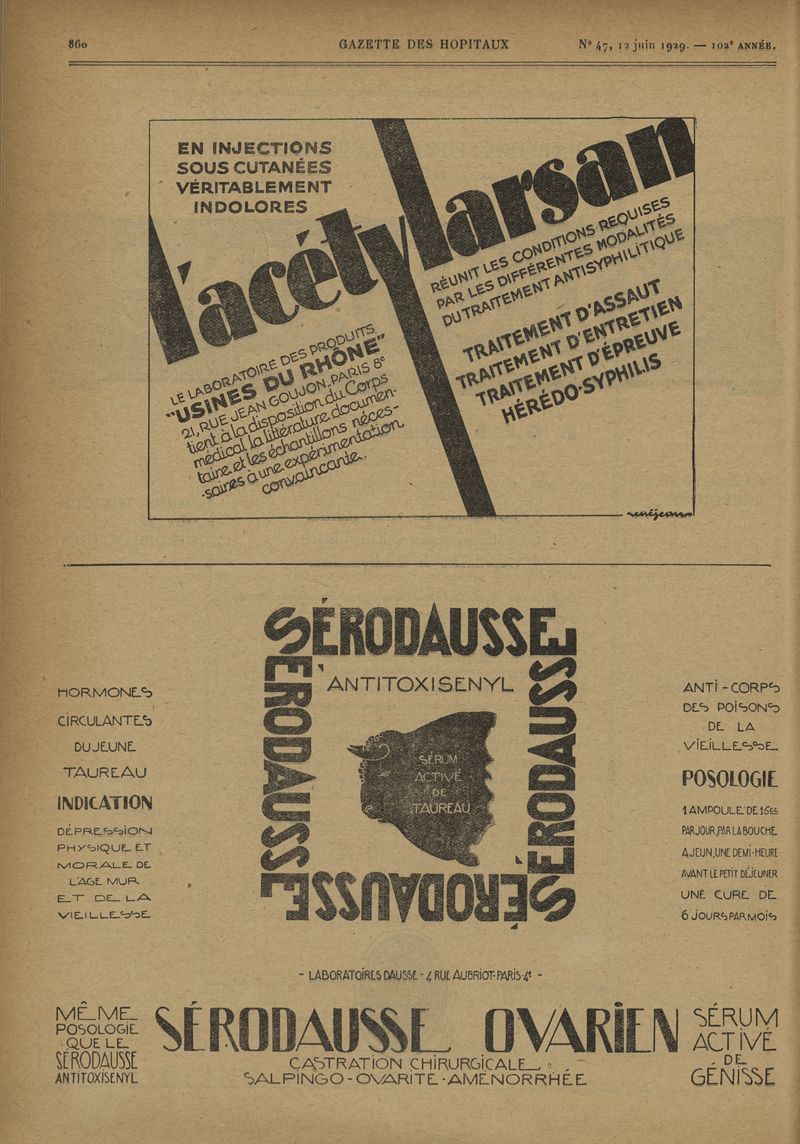 860
GAZETTE DES HOPITAUX
N° 47, 12 juin 1929. — 102e ANNÉE.
EN INJECTIONS
SOUS CUTANÉES
VÉRITABLEMENT
INDOLORES
l'acétylarsan
RÉUNIT LES CONDITIONS REQUISES
PAR LES DIFFÉRENTES MODALITÉS
DU TRAITEMENT ANTISYPHILITIQUE
TRAITEMENT D'ASSAUT
TRAITEMENT D'ENTRETIEN
TRAITEMENT D'ÉPREUVE
HÉRÉDO-SYPHILIS
LE LABORATOIRE DES PRODUITS
"USINES DU RHÔNE"
21, RUE JEAN GOUJON, PARIS 8e
tient à la disposition du Corps
médical la littérature documen-
taire et les échantillons néces-
-saires à une expérimentation
convaincante.
méjean
SÉRODAUSSE
SÉRODAUSSE
SÉRODAUSSE
SÉRODAUSSE
ANTITOXISENYL
SÉRUM
ACTIVÉ
DE
TAUREAU
HORMONES
CIRCULANTES
DU JEUNE
TAUREAU
INDICATION
DÉPRESSION
PHYSIQUE ET
MORALE DE
L'AGE MUR
ET DE LA
VIEILLESSE
ANTI-CORPS
DES POISONS
DE LA
VIEILLESSE
POSOLOGIE
1 AMPOULE DE 15cc
PAR JOUR, PAR LA BOUCHE
A JEUN, UNE DEMI-HEURE
AVANT LE PETIT DÉJEUNER
UNE CURE DE
6 JOURS PAR MOIS
- LABORATOIRES DAUSSE - 4 RUE AUBRIOT-PARIS-4e -
MÊME
POSOLOGIE
QUE LE
SÉRODAUSSE
ANTITOXISENYL
SÉRODAUSSE OVARIEN
CASTRATION CHIRURGICALE
SALPINGO-OVARITE-AMENORRHÉE
SÉRUM
ACTIVÉ
DE
GÉNISSE